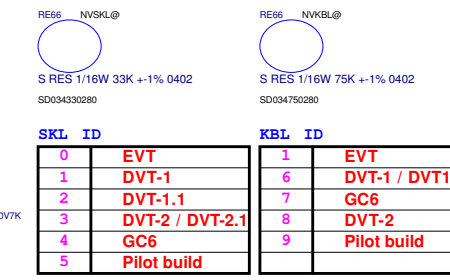 RE66 NVSKL@ RE66 NVKBL@
S RES 1/16W 33K +-1% 0402 S RES 1/16W 75K +-1% 0402
SD034330280 SD034750280
SKL ID KBL ID
0 EVT 1 EVT
1 DVT-1 6 DVT-1 / DVT1
2 DVT-1.1 7 GC6
0V7K 3 DVT-2 / DVT-2.1 8 DVT-2
4 GC6 9 Pilot build
5 Pilot build